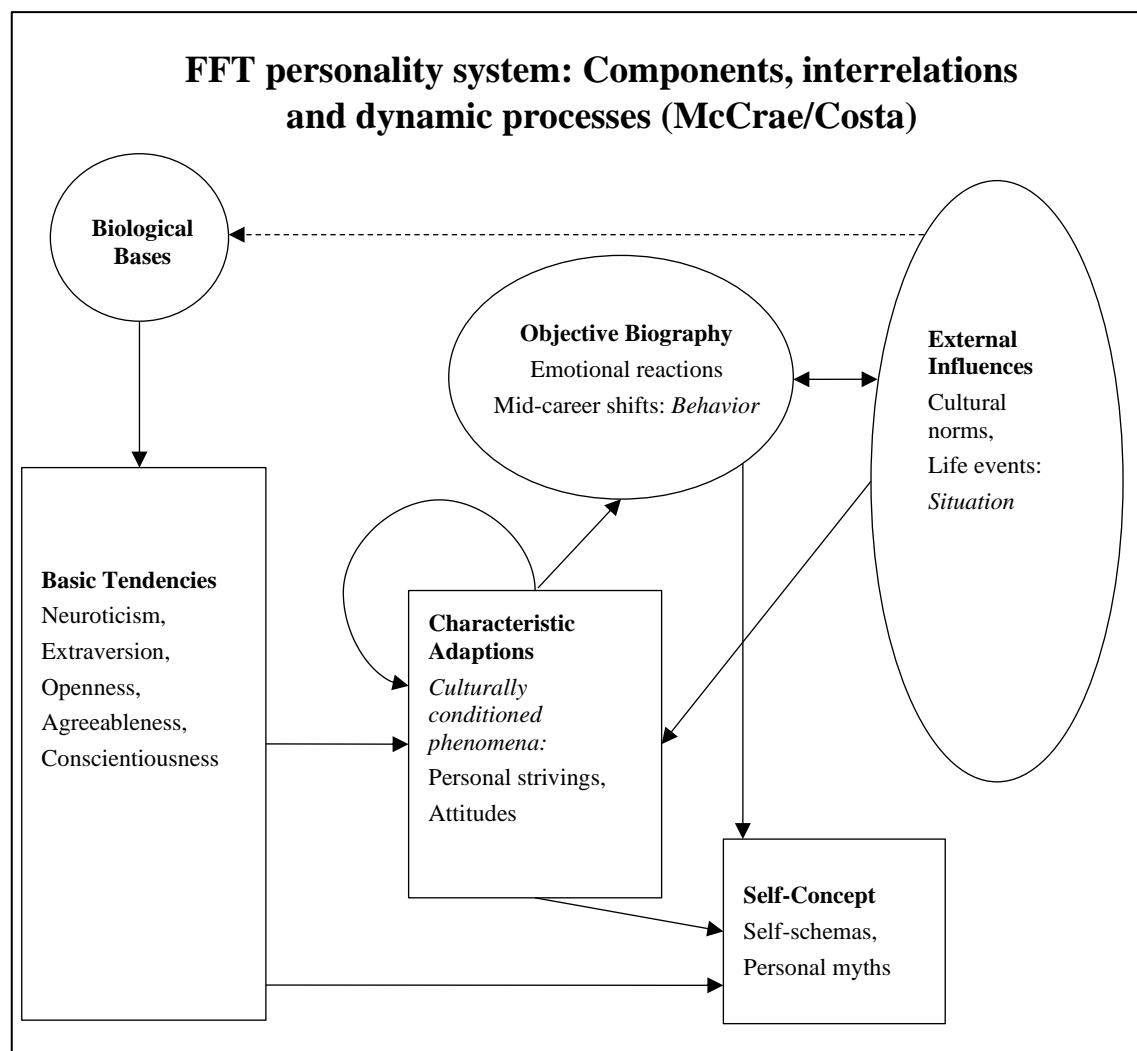 FFT personality system: Components, interrelations
and dynamic processes (McCrae/Costa)
Biological
Bases
Objective Biography
Emotional reactions
Mid-career shifts: Behavior
External
Influences
Cultural
norms,
Life events:
Situation
Basic Tendencies
Neuroticism,
Extraversion,
Openness,
Agreeableness,
Conscientiousness
Characteristic
Adaptions
Culturally
conditioned
phenomena:
Personal strivings,
Attitudes
Self-Concept
Self-schemas,
Personal myths